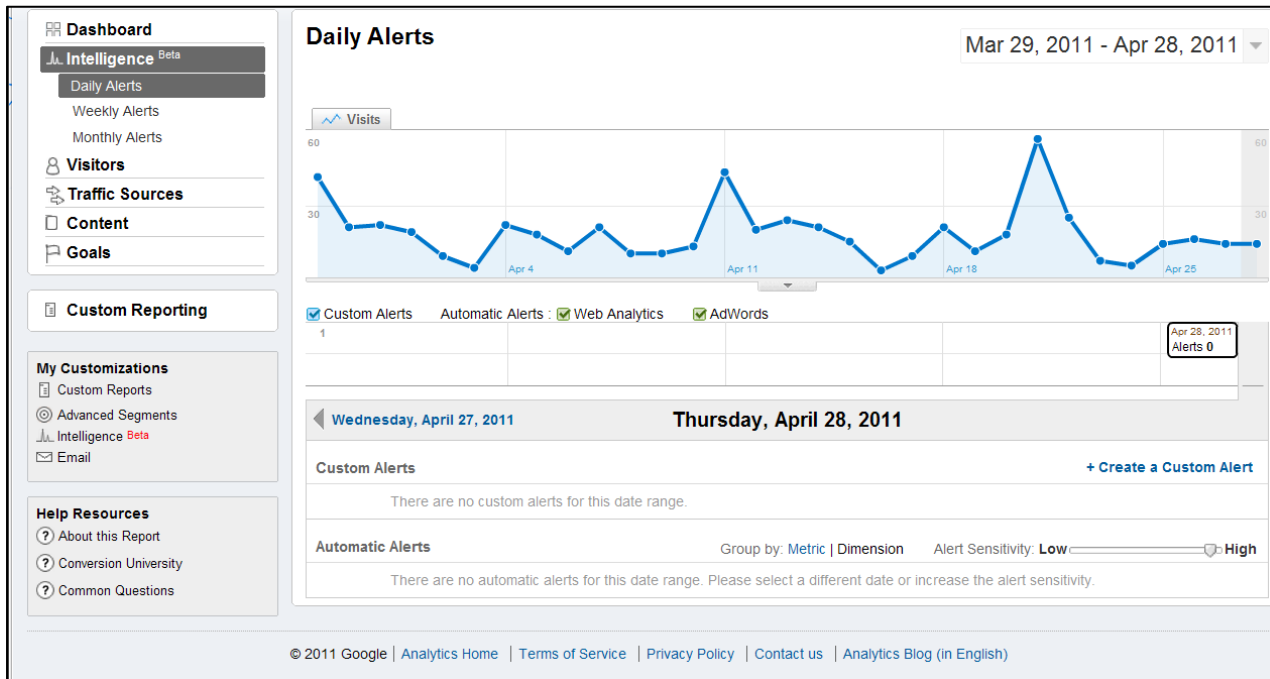 Dashboard
Intelligence Beta
Daily Alerts
Weekly Alerts
Monthly Alerts
Visitors
Traffic Sources
Content
Goals
Custom Reporting
My Customizations
Custom Reports
Advanced Segments
Intelligence Beta
Email
Help Resources
? About this Report
? Conversion University
? Common Questions
Daily Alerts
Mar 29, 2011 - Apr 28, 2011
Visits
60 60
30 30
Apr 4 Apr 11 Apr 18 Apr 25
Custom Alerts Automatic Alerts : Web Analytics AdWords
1
Apr 28, 2011
Alerts 0
Wednesday, April 27, 2011 Thursday, April 28, 2011
Custom Alerts + Create a Custom Alert
There are no custom alerts for this date range.
Automatic Alerts Group by: Metric | Dimension Alert Sensitivity: Low High
There are no automatic alerts for this date range. Please select a different date or increase the alert sensitivity.
© 2011 Google | Analytics Home | Terms of Service | Privacy Policy | Contact us | Analytics Blog (in English)